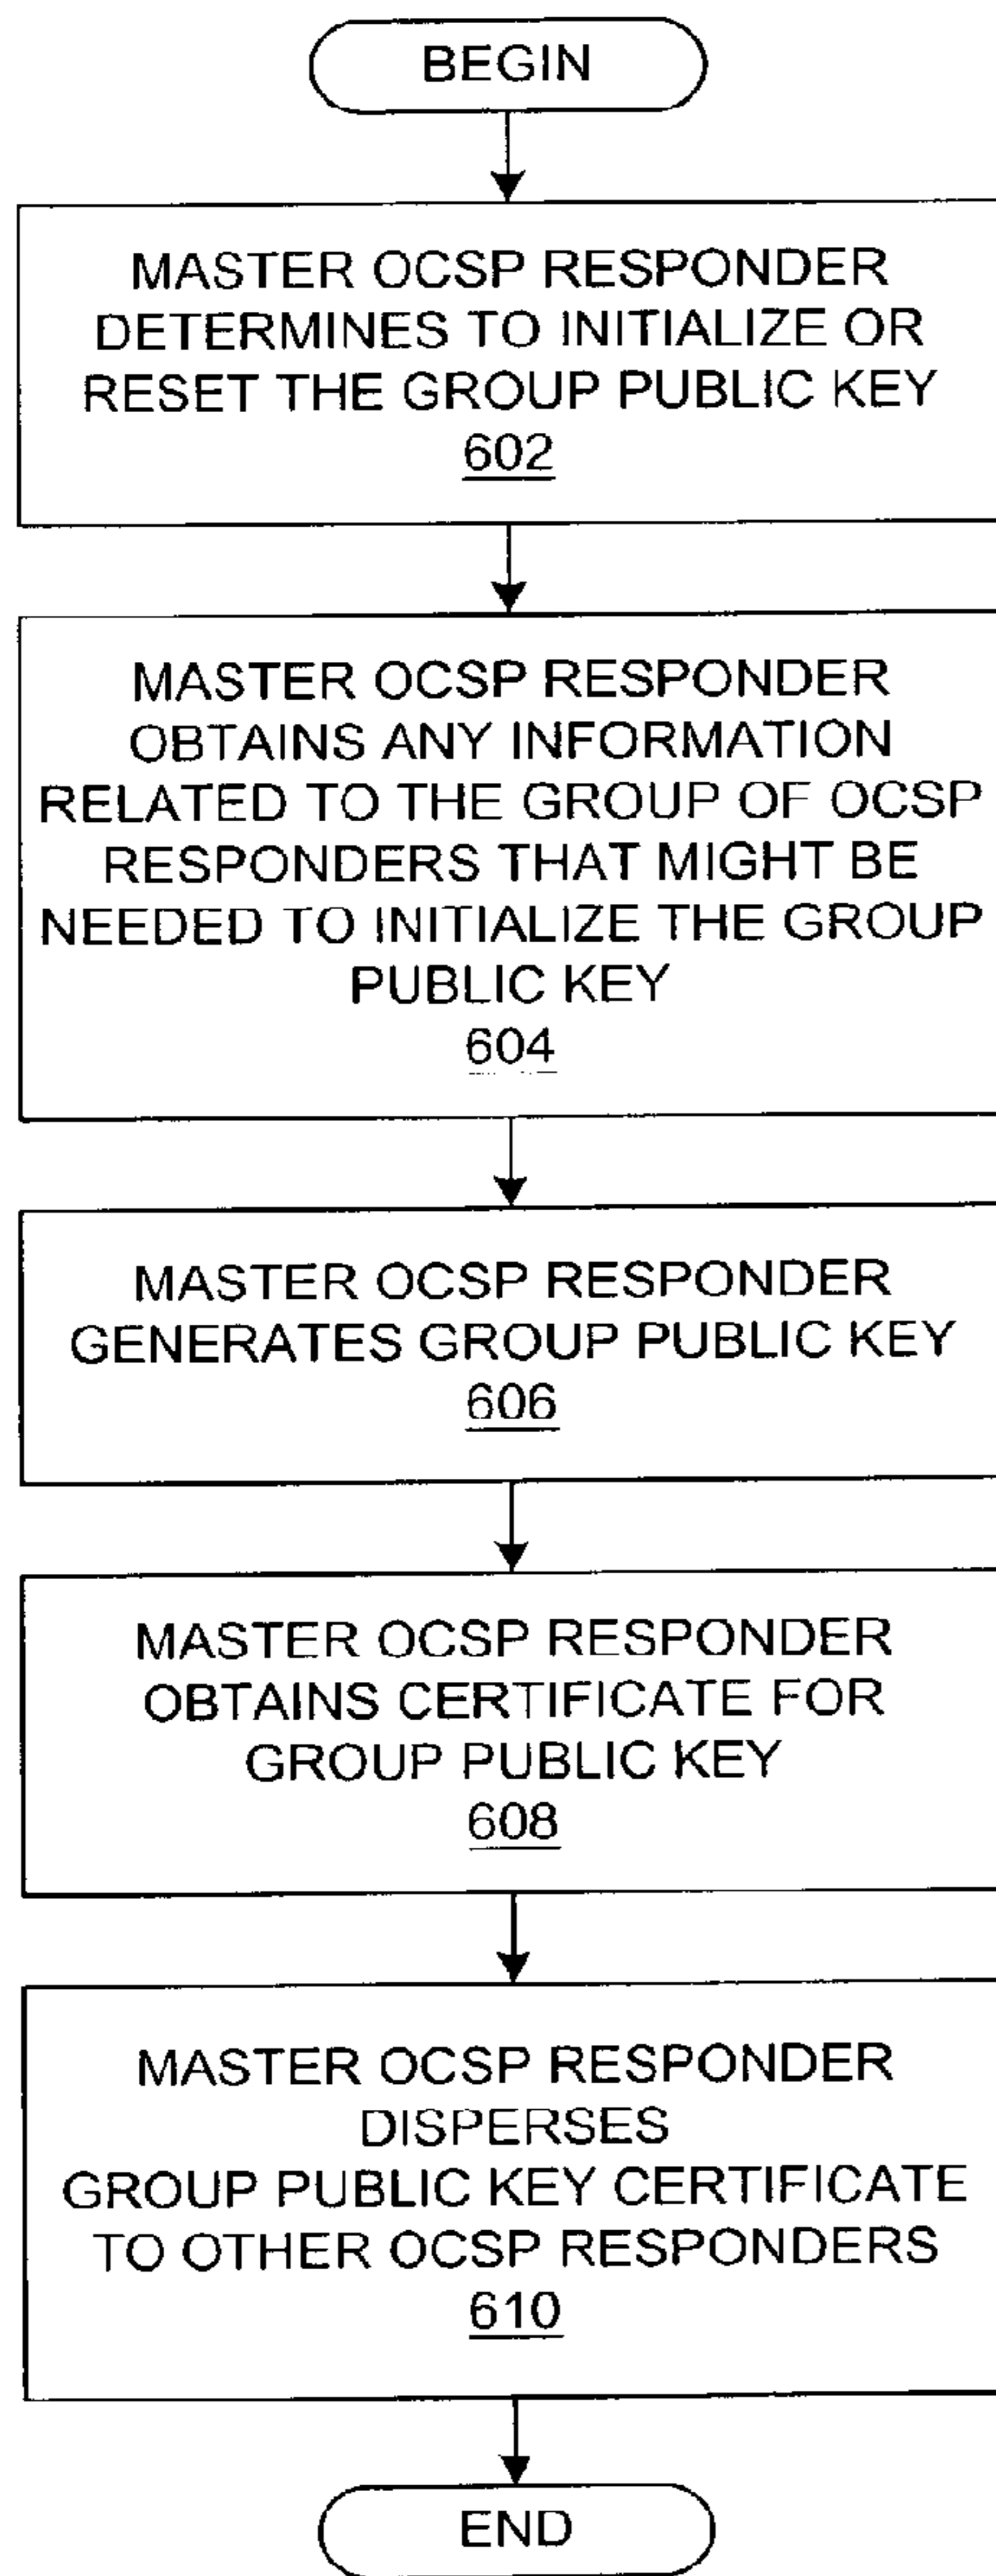 BEGIN
MASTER OCSP RESPONDER
DETERMINES TO INITIALIZE OR
RESET THE GROUP PUBLIC KEY
602
MASTER OCSP RESPONDER
OBTAINS ANY INFORMATION
RELATED TO THE GROUP OF OCSP
RESPONDERS THAT MIGHT BE
NEEDED TO INITIALIZE THE GROUP
PUBLIC KEY
604
MASTER OCSP RESPONDER
GENERATES GROUP PUBLIC KEY
606
MASTER OCSP RESPONDER
OBTAINS CERTIFICATE FOR
GROUP PUBLIC KEY
608
MASTER OCSP RESPONDER
DISPERSES
GROUP PUBLIC KEY CERTIFICATE
TO OTHER OCSP RESPONDERS
610
END